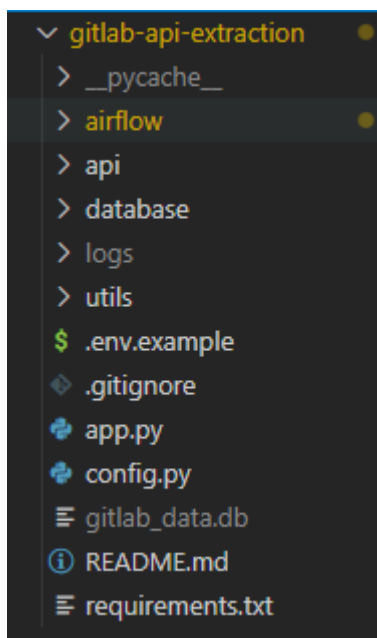 gitlab-api-extraction
__pycache__
airflow
api
database
logs
utils
$ .env.example
.gitignore
app.py
config.py
gitlab_data.db
README.md
requirements.txt